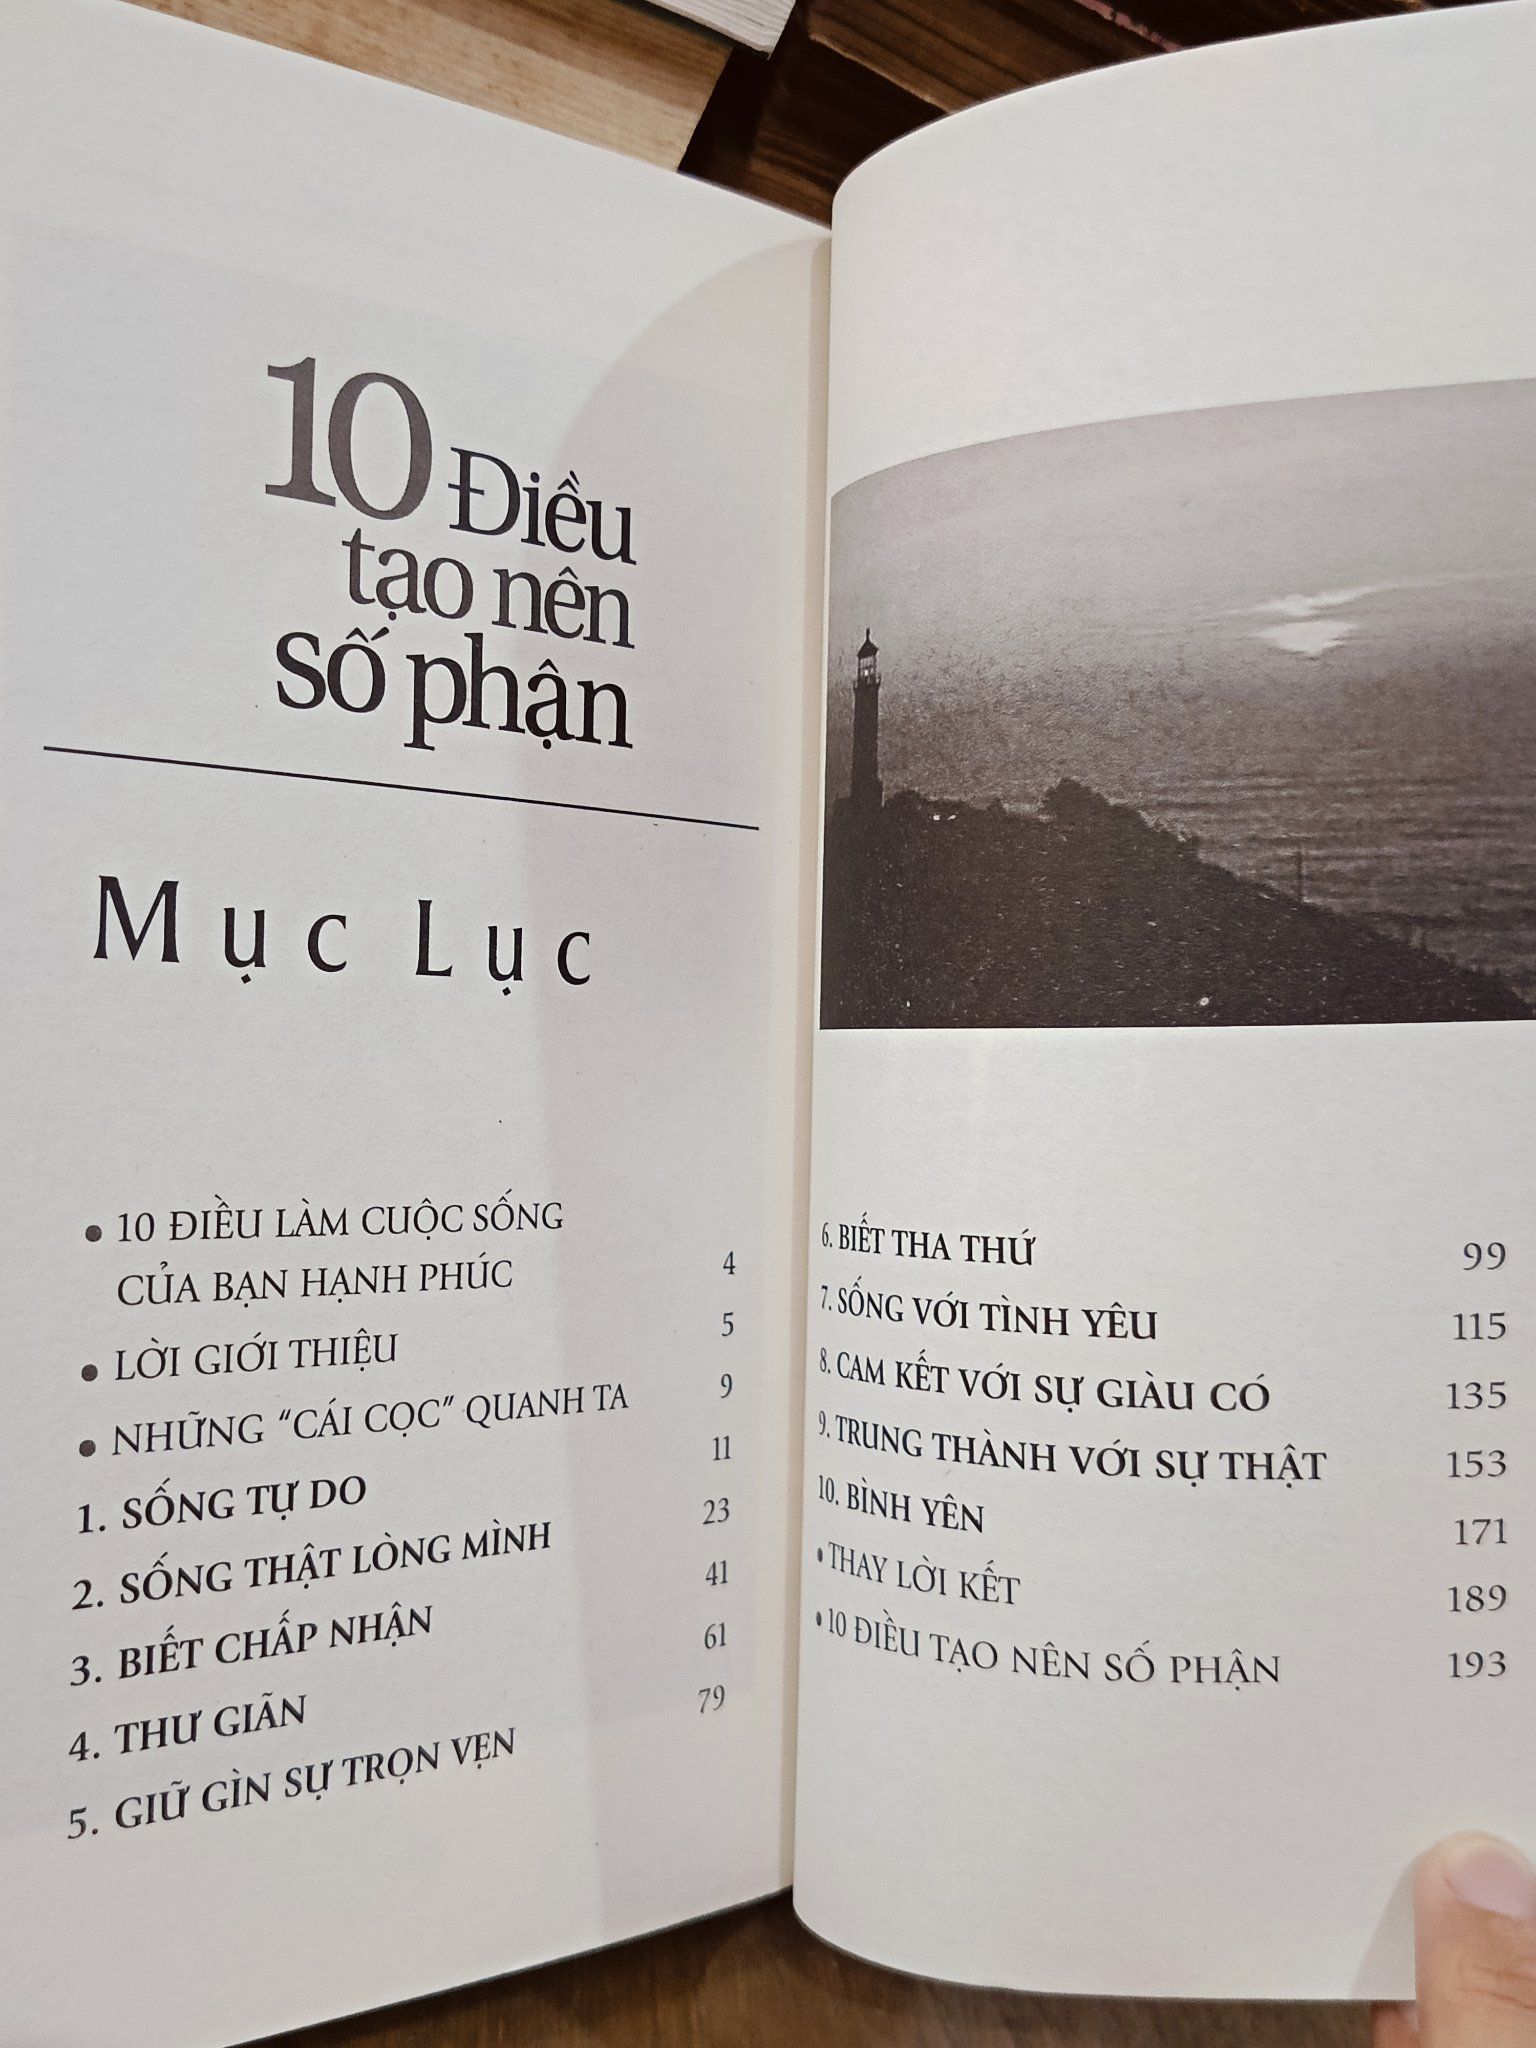 10 Điều
tạo nên
số phận
Mục Lục
• 10 ĐIỀU LÀM CUỘC SỐNG
CỦA BẠN HẠNH PHÚC 4
• LỜI GIỚI THIỆU 5
• NHỮNG “CÁI CỌC” QUANH TA 9
1. SỐNG TỰ DO 11
2. SỐNG THẬT LÒNG MÌNH 23
3. BIẾT CHẤP NHẬN 41
4. THƯ GIÃN 61
5. GIỮ GÌN SỰ TRỌN VẸN 79
6. BIẾT THA THỨ 99
7. SỐNG VỚI TÌNH YÊU 115
8. CAM KẾT VỚI SỰ GIÀU CÓ 135
9. TRUNG THÀNH VỚI SỰ THẬT 153
10. BÌNH YÊN 171
• THAY LỜI KẾT 189
• 10 ĐIỀU TẠO NÊN SỐ PHẬN 193